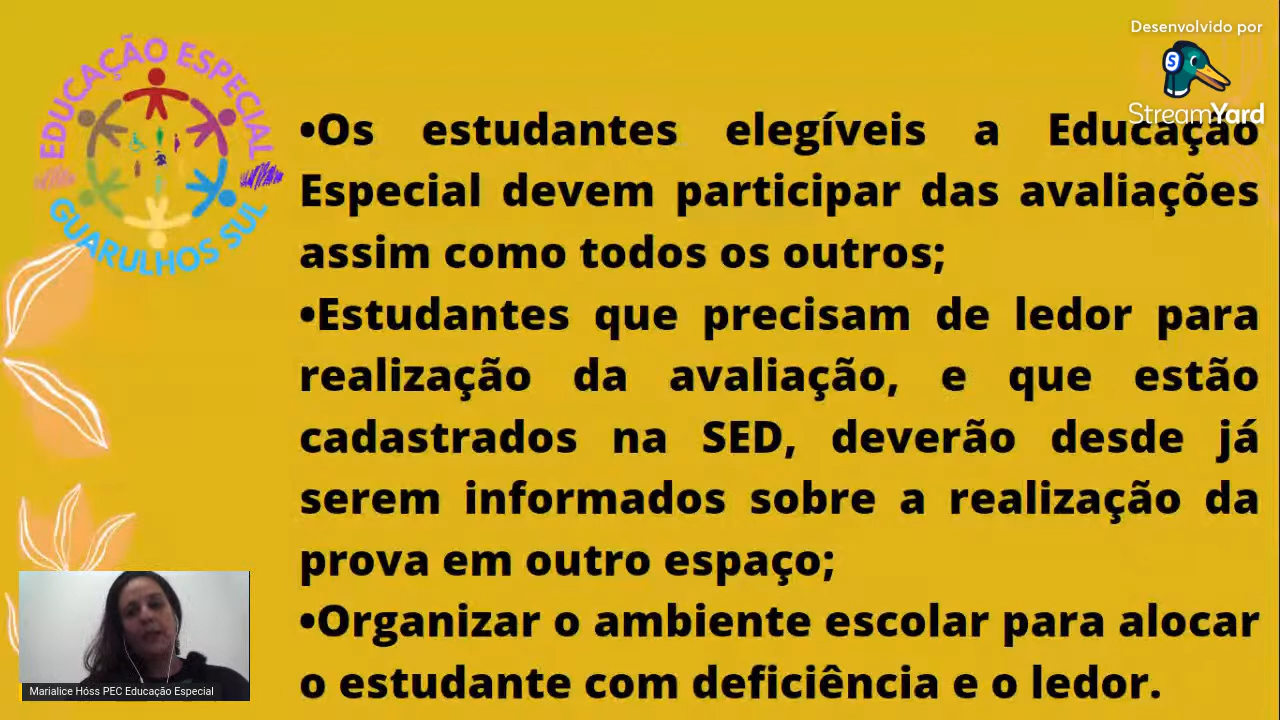 Desenvolvido por
StreamYard
EDUCAÇÃO ESPECIAL
GUARULHOS SUL
•Os estudantes elegíveis a Educação
Especial devem participar das avaliações
assim como todos os outros;
•Estudantes que precisam de ledor para
realização da avaliação, e que estão
cadastrados na SED, deverão desde já
serem informados sobre a realização da
prova em outro espaço;
•Organizar o ambiente escolar para alocar
o estudante com deficiência e o ledor.
Marialice Hóss PEC Educação Especial